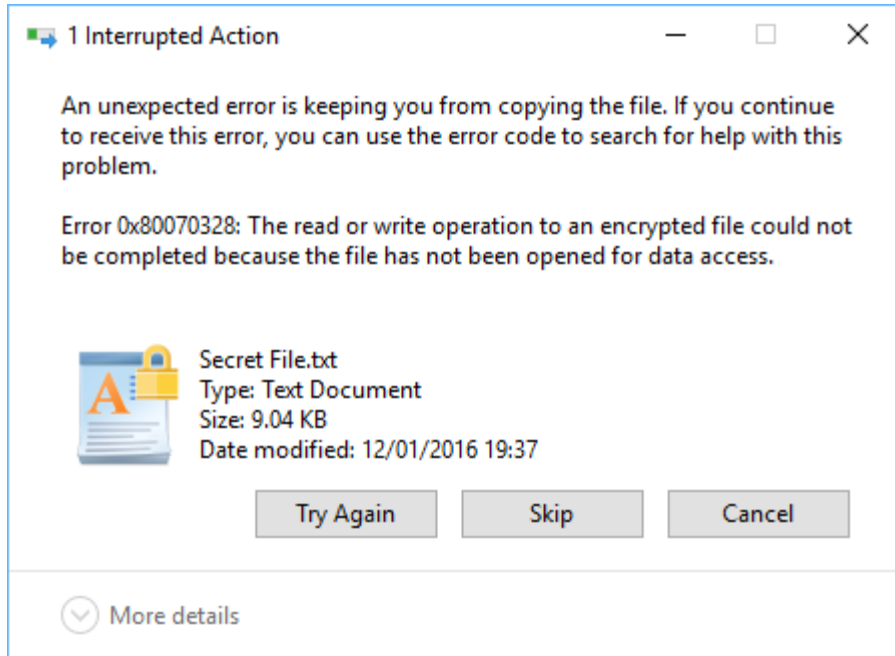 1 Interrupted Action
An unexpected error is keeping you from copying the file. If you continue
to receive this error, you can use the error code to search for help with this
problem.
Error 0x80070328: The read or write operation to an encrypted file could not
be completed because the file has not been opened for data access.
A
Secret File.txt
Type: Text Document
Size: 9.04 KB
Date modified: 12/01/2016 19:37
Try Again Skip Cancel
More details